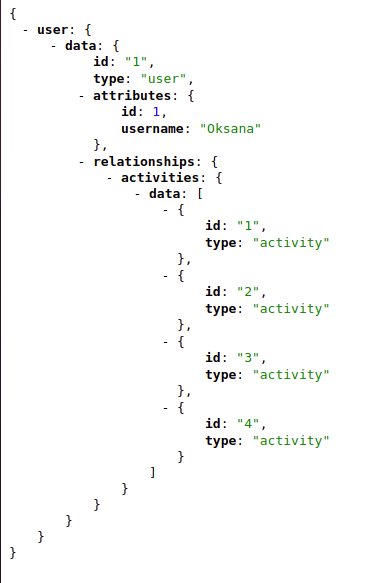 {
- user: {
- data: {
id: "1",
type: "user",
- attributes: {
id: 1,
username: "Oksana"
},
- relationships: {
- activities: {
- data: [
- {
id: "1",
type: "activity"
},
- {
id: "2",
type: "activity"
},
- {
id: "3",
type: "activity"
},
- {
id: "4",
type: "activity"
}
]
}
}
}
}
}